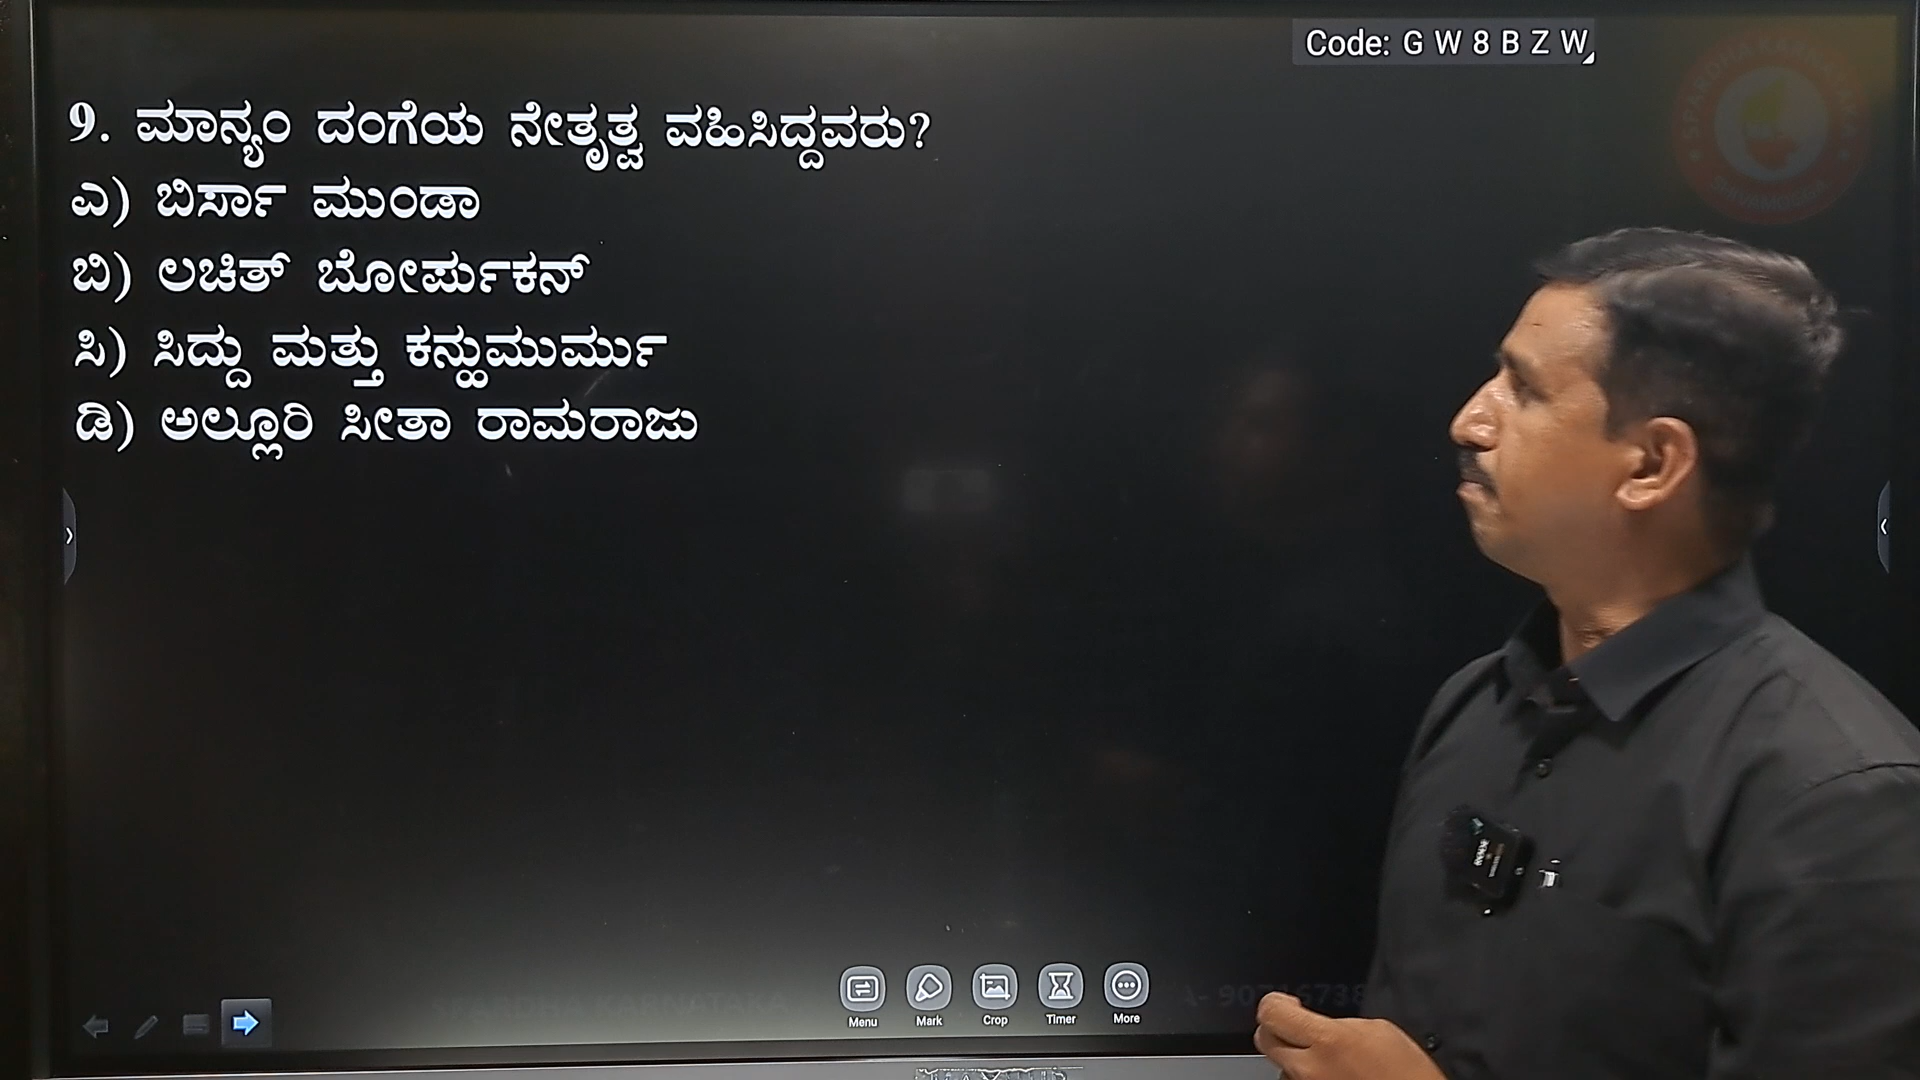 Code: G W 8 B Z W
9. ಮಾನ್ಯಂ ದಂಗೆಯ ನೇತೃತ್ವ ವಹಿಸಿದ್ದವರು?
ಎ) ಬಿರ್ಸಾ ಮುಂಡಾ
ಬಿ) ಲಚಿತ್ ಬೋರ್ಪುಕನ್
ಸಿ) ಸಿದ್ದು ಮತ್ತು ಕನ್ಹುಮುರ್ಮು
ಡಿ) ಅಲ್ಲೂರಿ ಸೀತಾ ರಾಮರಾಜು
Menu Mark Crop Timer More